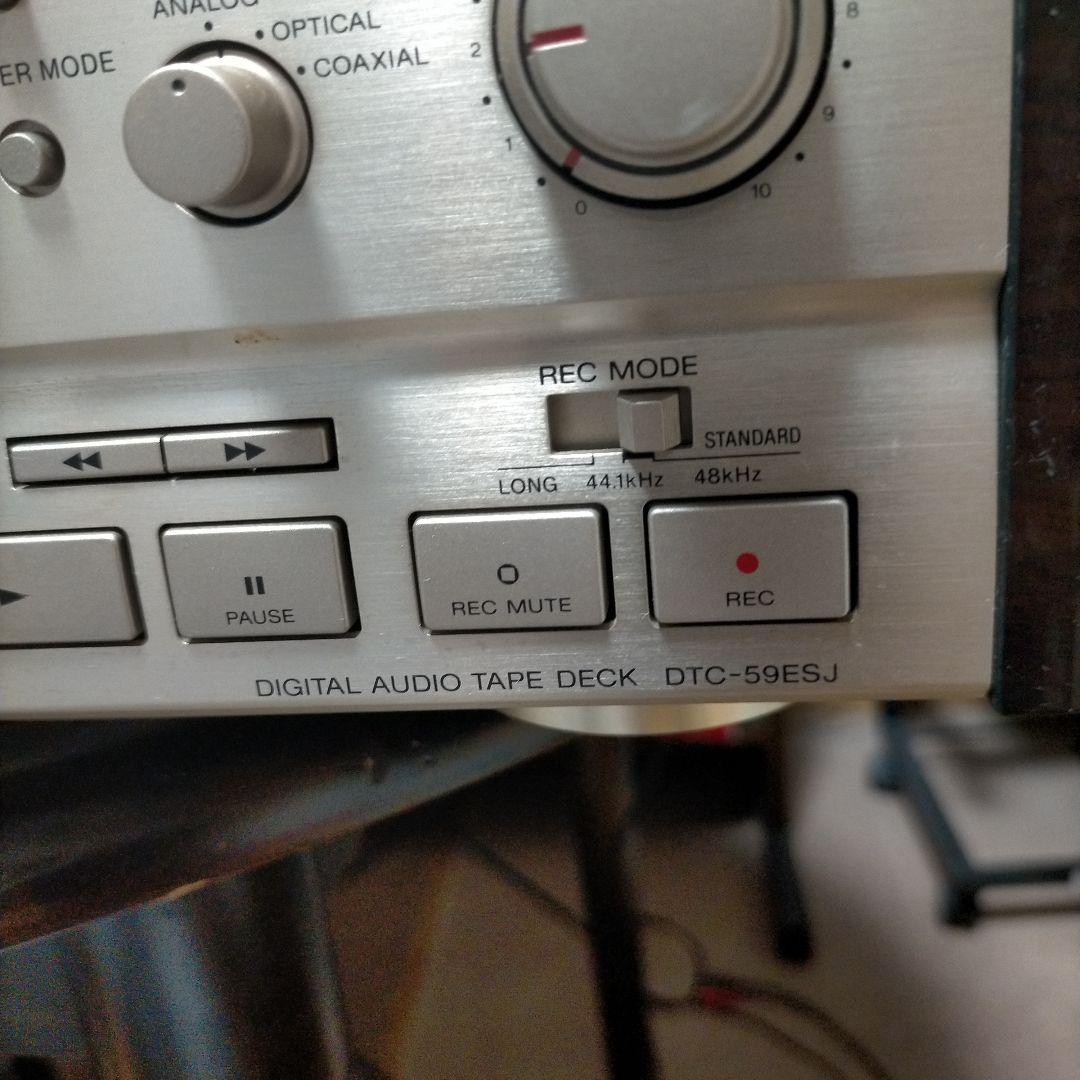 ANALOG
OPTICAL
COAXIAL
ER MODE
8
2
9
1
10
0
REC MODE
STANDARD
LONG 44.1kHz 48kHz
PAUSE
REC MUTE
REC
DIGITAL AUDIO TAPE DECK DTC-59ESJ